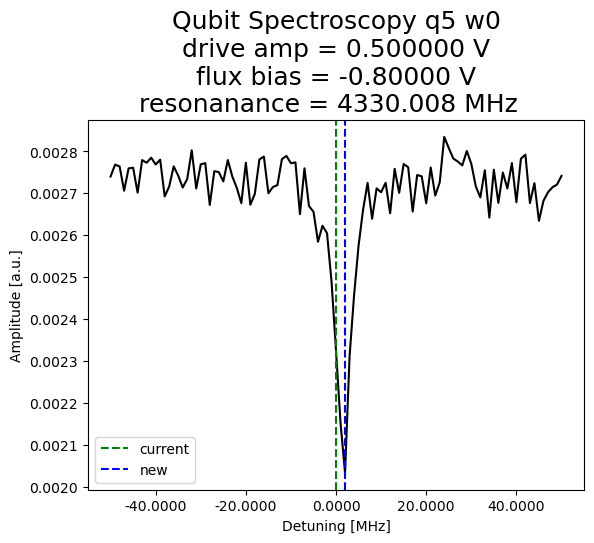 Qubit Spectroscopy q5 w0
drive amp = 0.500000 V
flux bias = -0.80000 V
resonanance = 4330.008 MHz
Amplitude [a.u.]
0.0028
0.0027
0.0026
0.0025
0.0024
0.0023
0.0022
0.0021
0.0020
current
new
-40.0000 -20.0000 0.0000 20.0000 40.0000
Detuning [MHz]